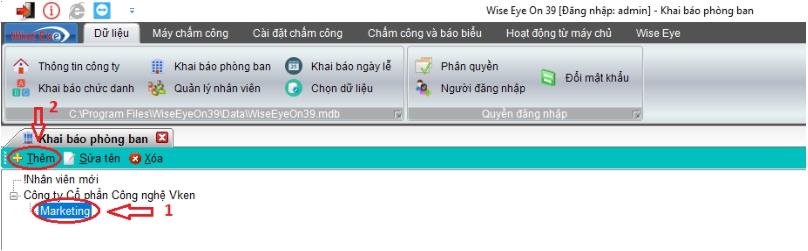 Wise Eye On 39 [Đăng nhập: admin] - Khai báo phòng ban
Wise Eye Dữ liệu Máy chấm công Cài đặt chấm công Chấm công và báo biểu Hoạt động từ máy chủ Wise Eye
Thông tin công ty Khai báo phòng ban Khai báo ngày lễ Phân quyền
Đổi mật khẩu
Khai báo chức danh Quản lý nhân viên Chọn dữ liệu Người đăng nhập
C:\Program Files\WiseEyeOn39\Data\WiseEyeOn39.mdb Quyền đăng nhập
2
Khai báo phòng ban
Thêm Sửa tên Xóa
!Nhân viên mới
Công ty Cổ phần Công nghệ Vken
Marketing 1